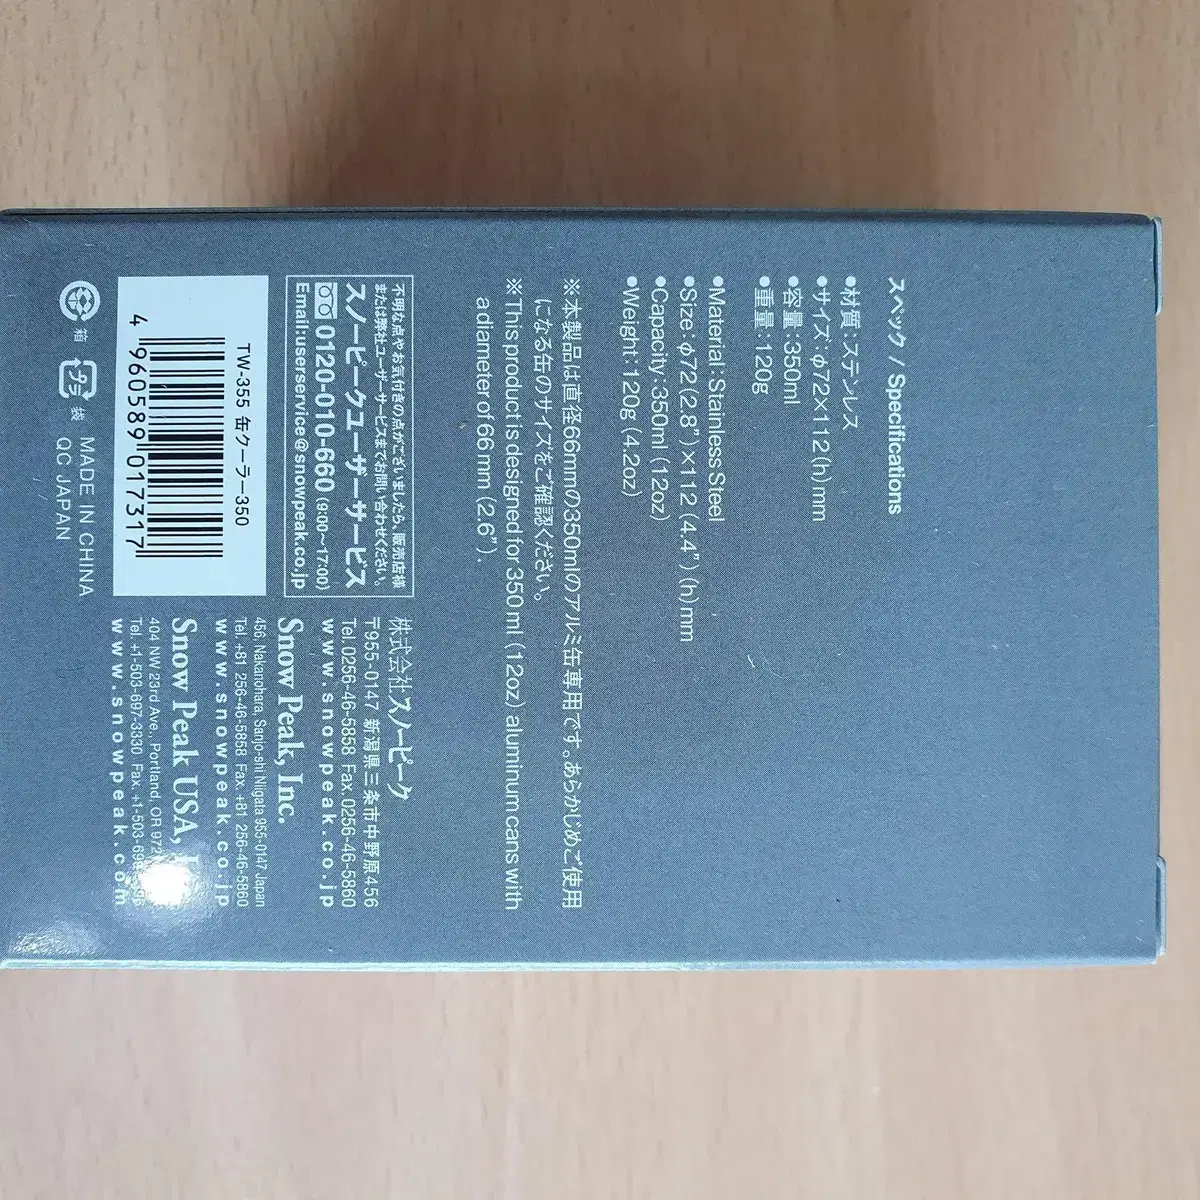 スペック / Specifications
●材質：ステンレス
●サイズ：φ72×112(h)mm
●容量：350ml
●重量：120g
●Material：Stainless Steel
●Size：φ72(2.8")×112(4.4")(h)mm
●Capacity：350ml(12oz)
●Weight：120g(4.2oz)
※本製品は直径66mmの350mlのアルミ缶専用です。あらかじめご使用
になる缶のサイズをご確認ください。
※This product is designed for 350ml (12oz) aluminum cans with
a diameter of 66mm (2.6").
不明な点やお気付きの点がございましたら、販売店様
または弊社ユーザーサービスまでお問い合わせください。
スノーピークユーザーサービス
0120-010-660(9:00〜17:00)
Email:userservice@snowpeak.co.jp
株式会社スノーピーク
〒955-0147 新潟県三条市中野原456
Tel.0256-46-5858 Fax.0256-46-5860
www.snowpeak.co.jp
Snow Peak, Inc.
456, Nakanohara, Sanjo-shi Niigata 955-0147 Japan
Tel. +81 256-46-5858 Fax. +81 256-46-5860
www.snowpeak.co.jp
Snow Peak USA,
404 NW 23rd Ave., Portland, OR
Tel. +1-503-697-3330 Fax.
www.snowpeak.com
TW-355 缶クーラー350
4 960589 017317
箱
袋
MADE IN CHINA
QC JAPAN